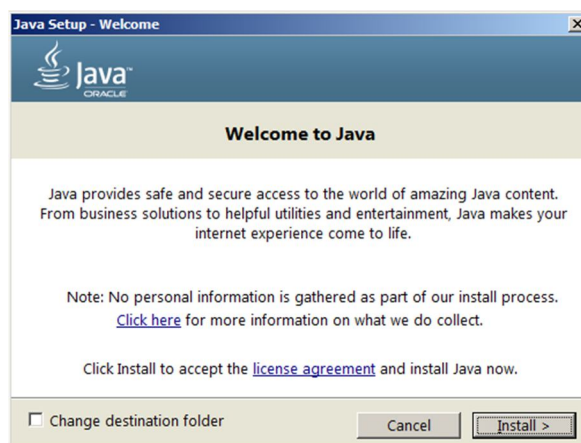 Java Setup - Welcome
Java™
ORACLE
Welcome to Java
Java provides safe and secure access to the world of amazing Java content.
From business solutions to helpful utilities and entertainment, Java makes your
internet experience come to life.
Note: No personal information is gathered as part of our install process.
Click here for more information on what we do collect.
Click Install to accept the license agreement and install Java now.
Change destination folder
Cancel
Install >